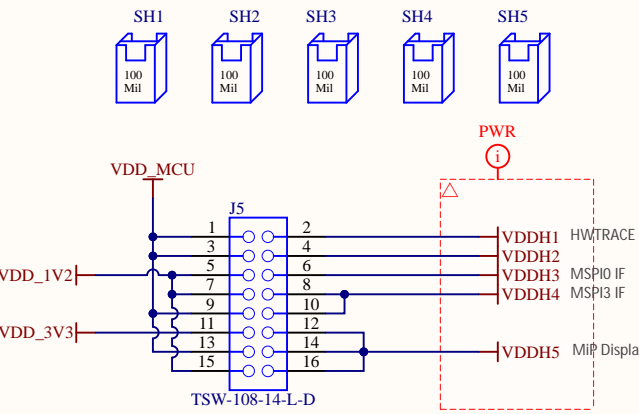 SH1 SH2 SH3 SH4 SH5
100 Mil 100 Mil 100 Mil 100 Mil 100 Mil
PWR
i
VDD_MCU
J5
1 2 VDDH1 HWTRACE
3 4 VDDH2
VDD_1V2 5 6 VDDH3 MSPI0 IF
7 8 VDDH4 MSPI3 IF
9 10
VDD_3V3 11 12
13 14 VDDH5 MiP Displa
15 16
TSW-108-14-L-D